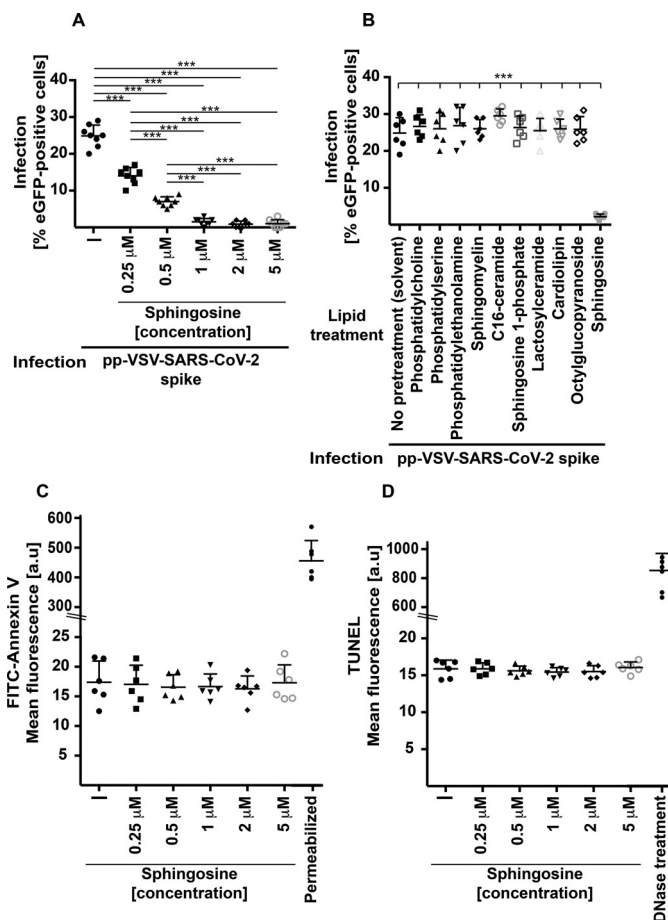 A
***
***
***
***
***
***
***
***
***
***
***
***
Infection
[% eGFP-positive cells]
40
30
20
10
I
0.25 μM
0.5 μM
1 μM
2 μM
5 μM
Sphingosine
[concentration]
Infection pp-VSV-SARS-CoV-2
spike
B
***
Infection
[% eGFP-positive cells]
40
30
20
10
Lipid
treatment
No pretreatment (solvent)
Phosphatidylcholine
Phosphatidylserine
Phosphatidylethanolamine
Sphingomyelin
C16-ceramide
Sphingosine 1-phosphate
Lactosylceramide
Cardiolipin
Octylglucopyranoside
Sphingosine
Infection pp-VSV-SARS-CoV-2 spike
C
FITC-Annexin V
Mean fluorescence [a.u]
600
500
400
300
25
20
15
10
5
I
0.25 μM
0.5 μM
1 μM
2 μM
5 μM
Permeabilized
Sphingosine
[concentration]
D
TUNEL
Mean fluorescence [a.u]
1000
800
600
25
20
15
10
5
I
0.25 μM
0.5 μM
1 μM
2 μM
5 μM
DNase treatment
Sphingosine
[concentration]